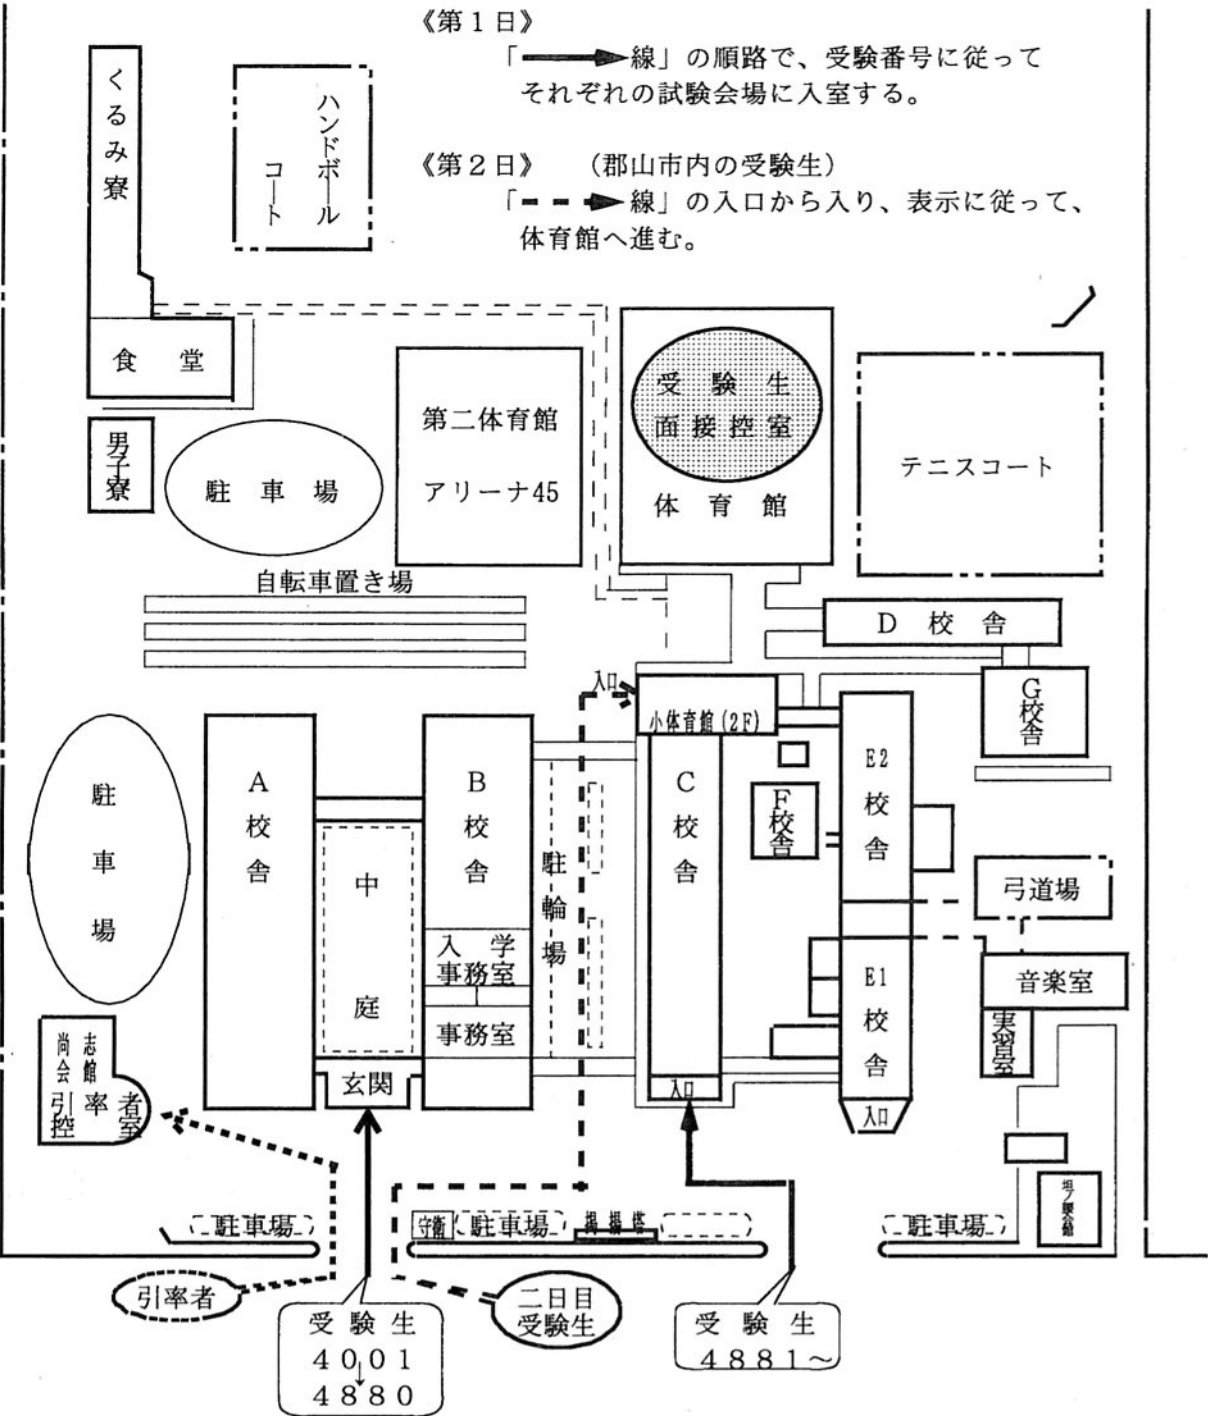 《第１日》
「━━▶線」の順路で、受験番号に従って
それぞれの試験会場に入室する。
《第２日》 （郡山市内の受験生）
「━ ━ ▶線」の入口から入り、表示に従って、
体育館へ進む。
くるみ寮
ハンドボール
コート
食堂
男子寮
駐車場
第二体育館
アリーナ45
受験生
面接控室
体育館
テニスコート
自転車置き場
D校舎
G校舎
入口
小体育館(2F)
駐車場
A校舎
中庭
B校舎
入学
事務室
事務室
駐輪場
C校舎
F校舎
E2校舎
E1校舎
弓道場
音楽室
実習室
尚志会館
引率者
控室
玄関
入口
入口
駐車場
守衛
駐車場
掲揚塔
駐車場
引率者
二日目
受験生
受験生
4001
↓
4880
受験生
4881～